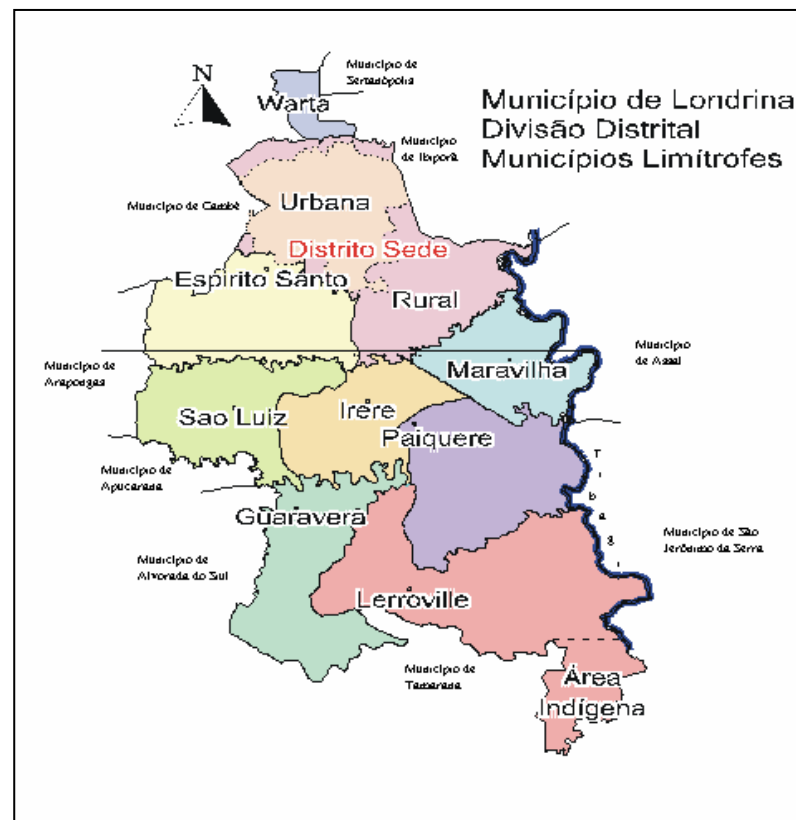 N
Município de
Sertanópolis
Warta
Município de Londrina
Divisão Distrital
Municípios Limítrofes
Município
de Ibiporã
Município de Cambé
Urbana
Distrito Sede
Espirito Santo
Rural
Município
de Assaí
Maravilha
Município de
Arapongas
Sao Luiz
Irere
Paiquere
Município de
Apucarana
Tibagi
Guaravera
Município de São
Jerônimo da Serra
Município de
Alvorada do Sul
Lerroville
Município de
Tamarana
Área
Indígena